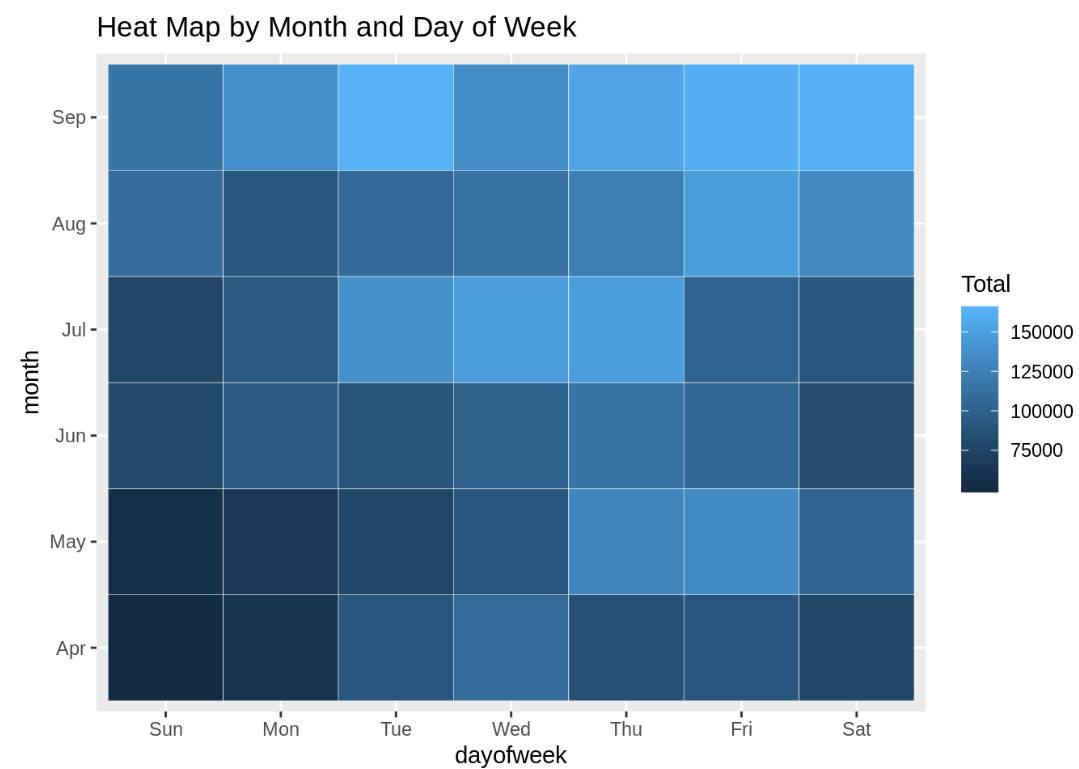 Heat Map by Month and Day of Week
Sep
Aug
Jul
Jun
May
Apr
month
Sun Mon Tue Wed Thu Fri Sat
dayofweek
Total
150000
125000
100000
75000